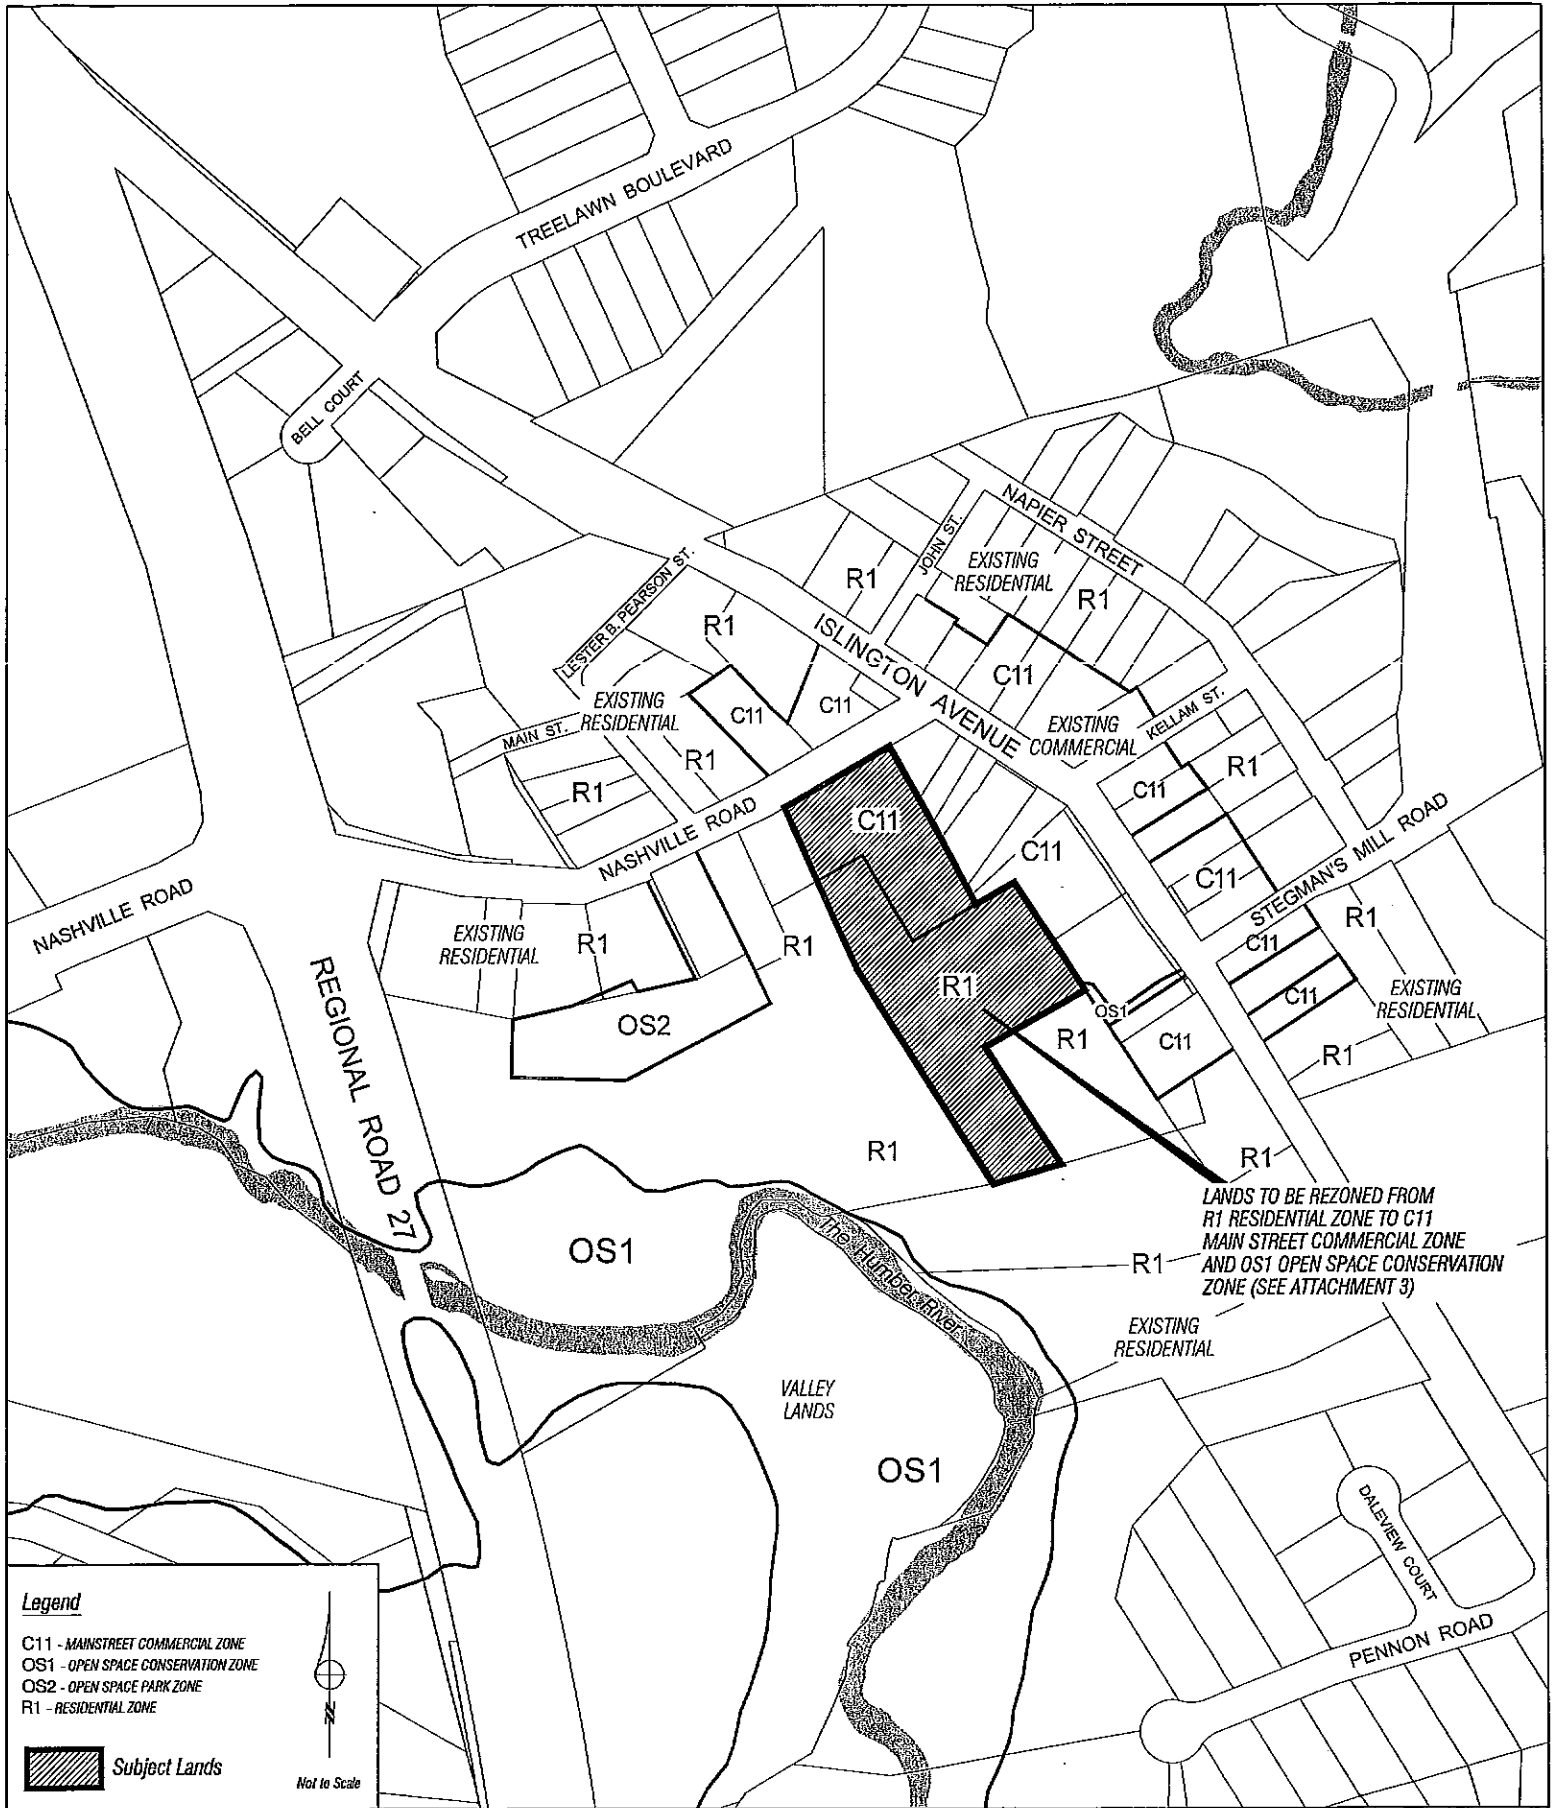 TREELAWN BOULEVARD
BELL COURT
NAPIER STREET
JOHN ST.
EXISTING
RESIDENTIAL
R1
R1
LESTER B. PEARSON ST.
R1
ISLINGTON AVENUE
C11
KELLAM ST.
EXISTING
RESIDENTIAL
C11
C11
EXISTING
COMMERCIAL
MAIN ST.
R1
R1
C11
R1
NASHVILLE ROAD
C11
C11
C11
STEGMAN'S MILL ROAD
NASHVILLE ROAD
EXISTING
RESIDENTIAL
R1
R1
R1
C11
REGIONAL ROAD 27
R1
C11
EXISTING
RESIDENTIAL
OS2
OS1
R1
C11
R1
R1
R1
LANDS TO BE REZONED FROM
R1 RESIDENTIAL ZONE TO C11
MAIN STREET COMMERCIAL ZONE
AND OS1 OPEN SPACE CONSERVATION
ZONE (SEE ATTACHMENT 3)
R1
OS1
The Humber River
EXISTING
RESIDENTIAL
VALLEY
LANDS
OS1
DALEVIEW COURT
PENNON ROAD
Legend
C11 - MAINSTREET COMMERCIAL ZONE
OS1 - OPEN SPACE CONSERVATION ZONE
OS2 - OPEN SPACE PARK ZONE
R1 - RESIDENTIAL ZONE
N
Subject Lands
Not to Scale